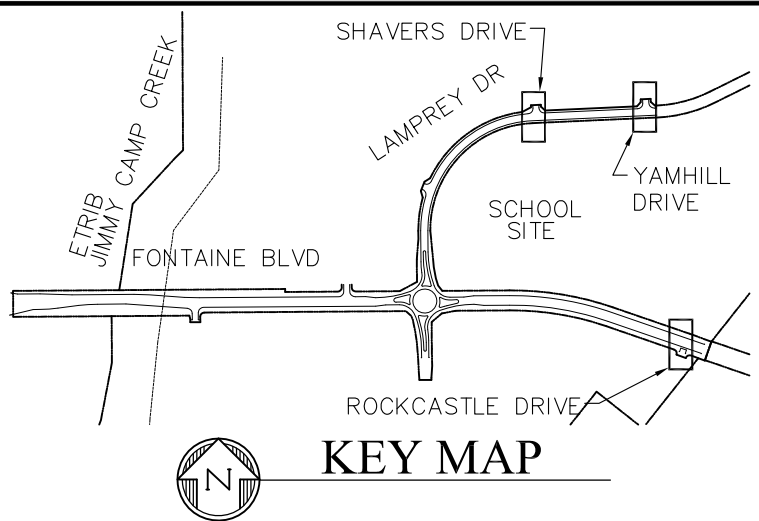 SHAVERS DRIVE
LAMPREY DR
ETRIB
JIMMY CAMP CREEK
YAMHILL
DRIVE
SCHOOL
SITE
FONTAINE BLVD
ROCKCASTLE DRIVE
N
KEY MAP